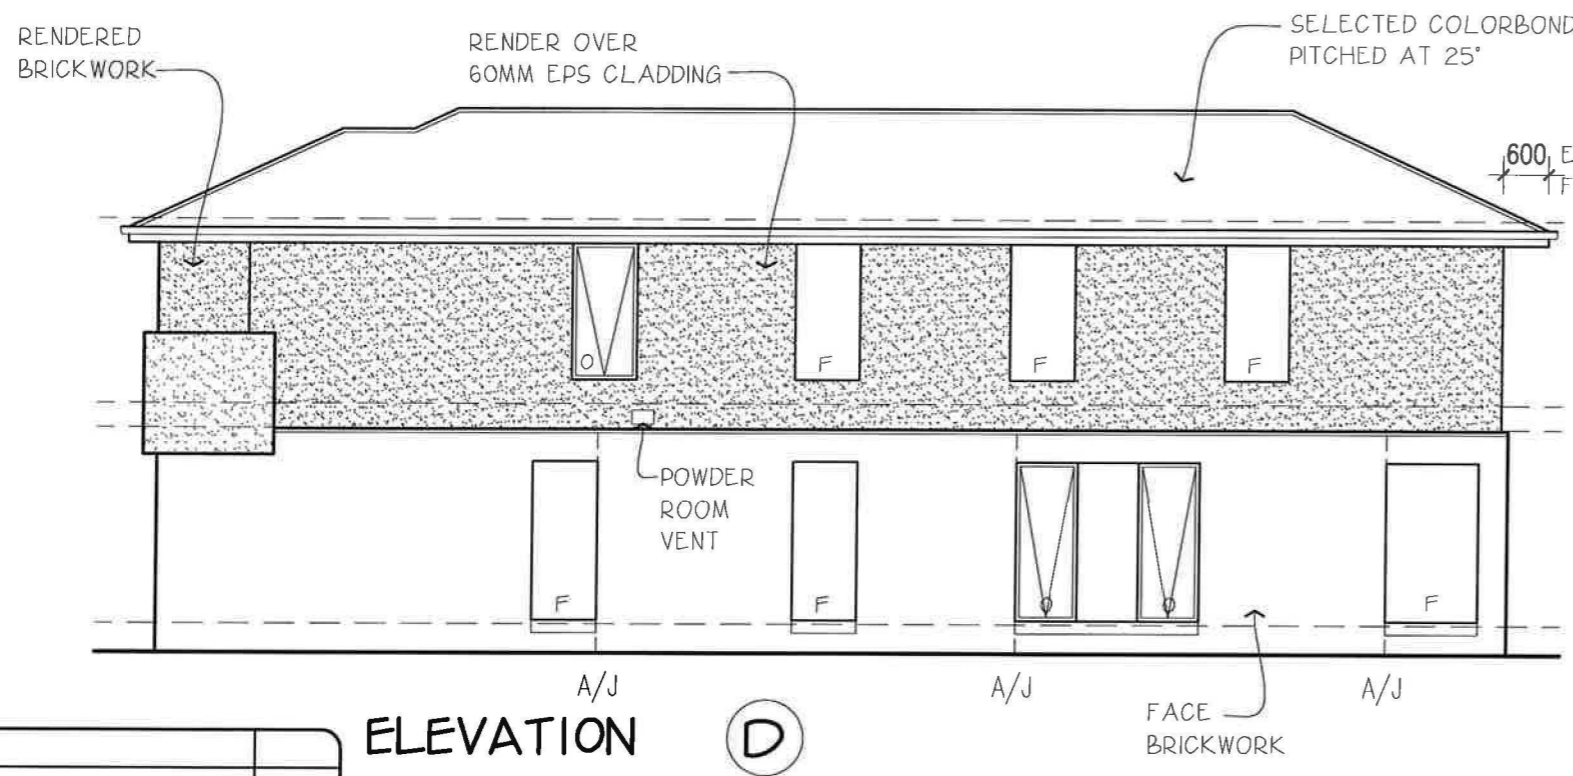 RENDERED
BRICKWORK
RENDER OVER
60MM EPS CLADDING
SELECTED COLORBOND
PITCHED AT 25°
600 E
F
O
F
F
F
POWDER
ROOM
VENT
F
F
O
O
F
A/J
A/J
A/J
FACE
BRICKWORK
ELEVATION D